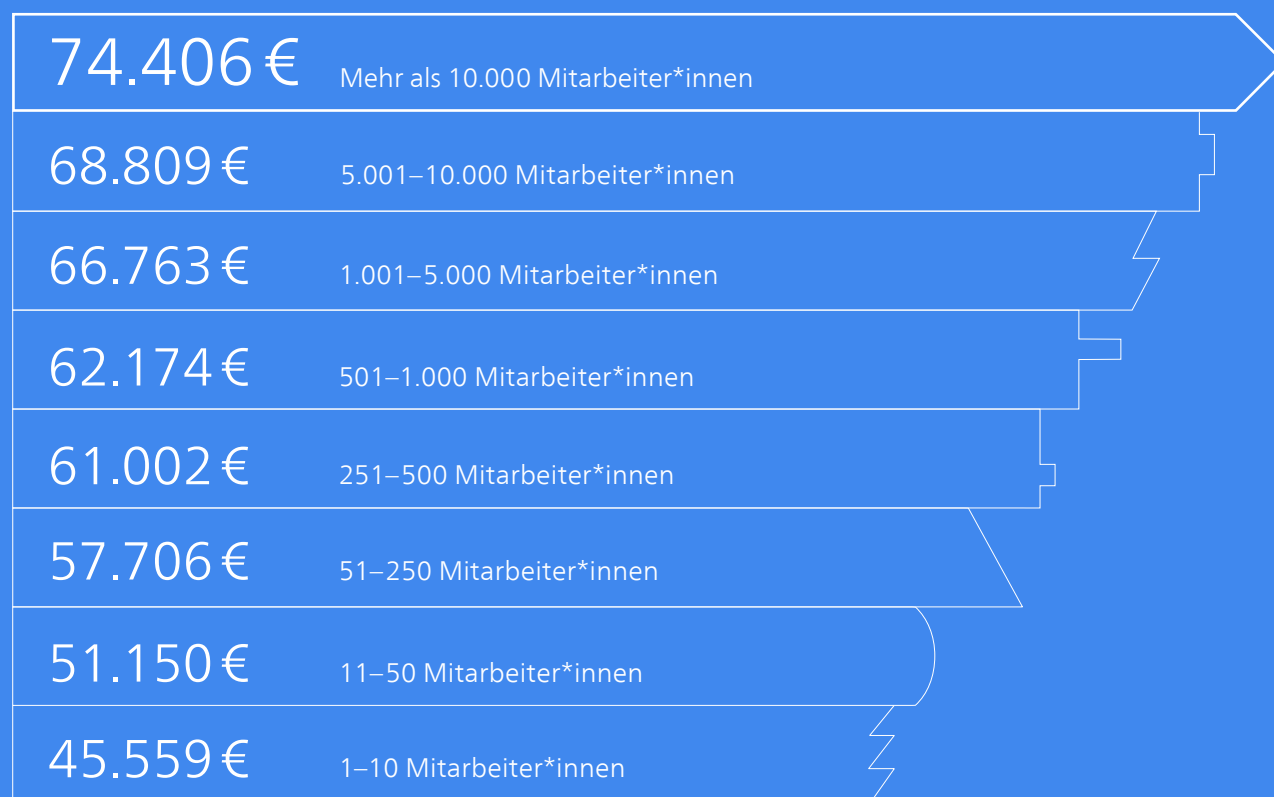 74.406 € Mehr als 10.000 Mitarbeiter*innen
68.809 € 5.001–10.000 Mitarbeiter*innen
66.763 € 1.001–5.000 Mitarbeiter*innen
62.174 € 501–1.000 Mitarbeiter*innen
61.002 € 251–500 Mitarbeiter*innen
57.706 € 51–250 Mitarbeiter*innen
51.150 € 11–50 Mitarbeiter*innen
45.559 € 1–10 Mitarbeiter*innen